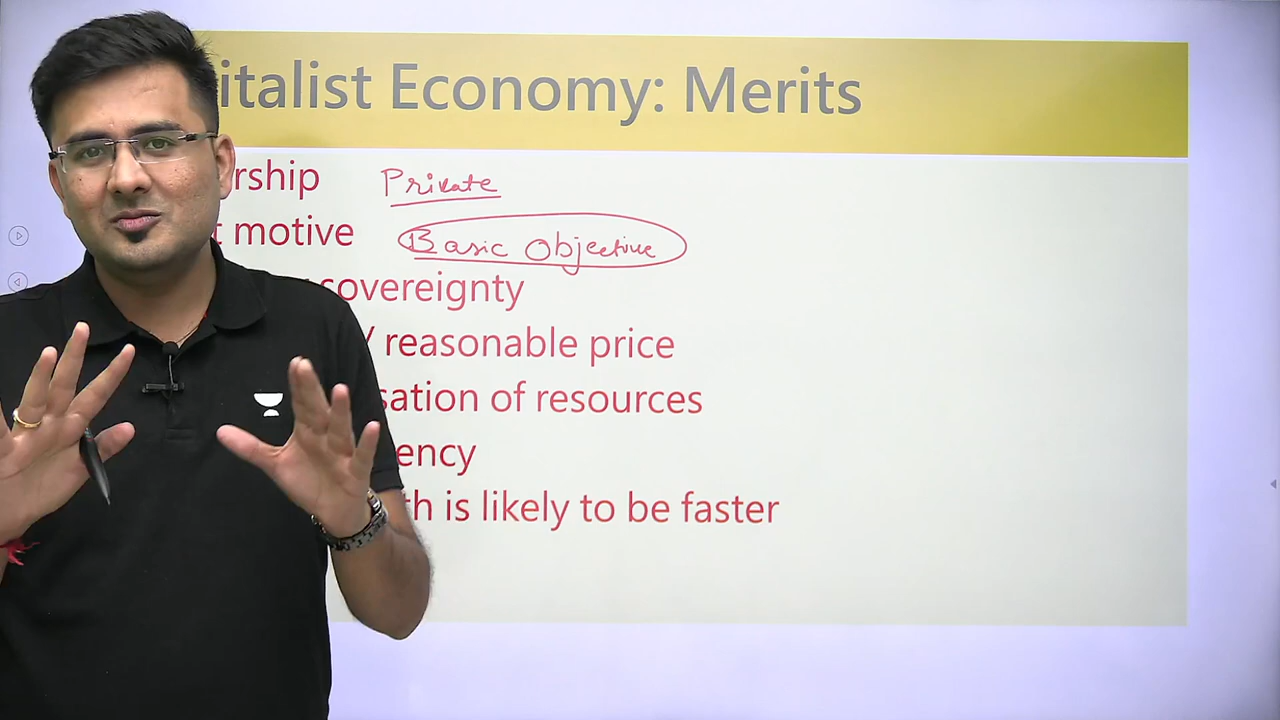 italist Economy: Merits
rship Private
t motive Basic Objective
sovereignty
/ reasonable price
sation of resources
ency
th is likely to be faster